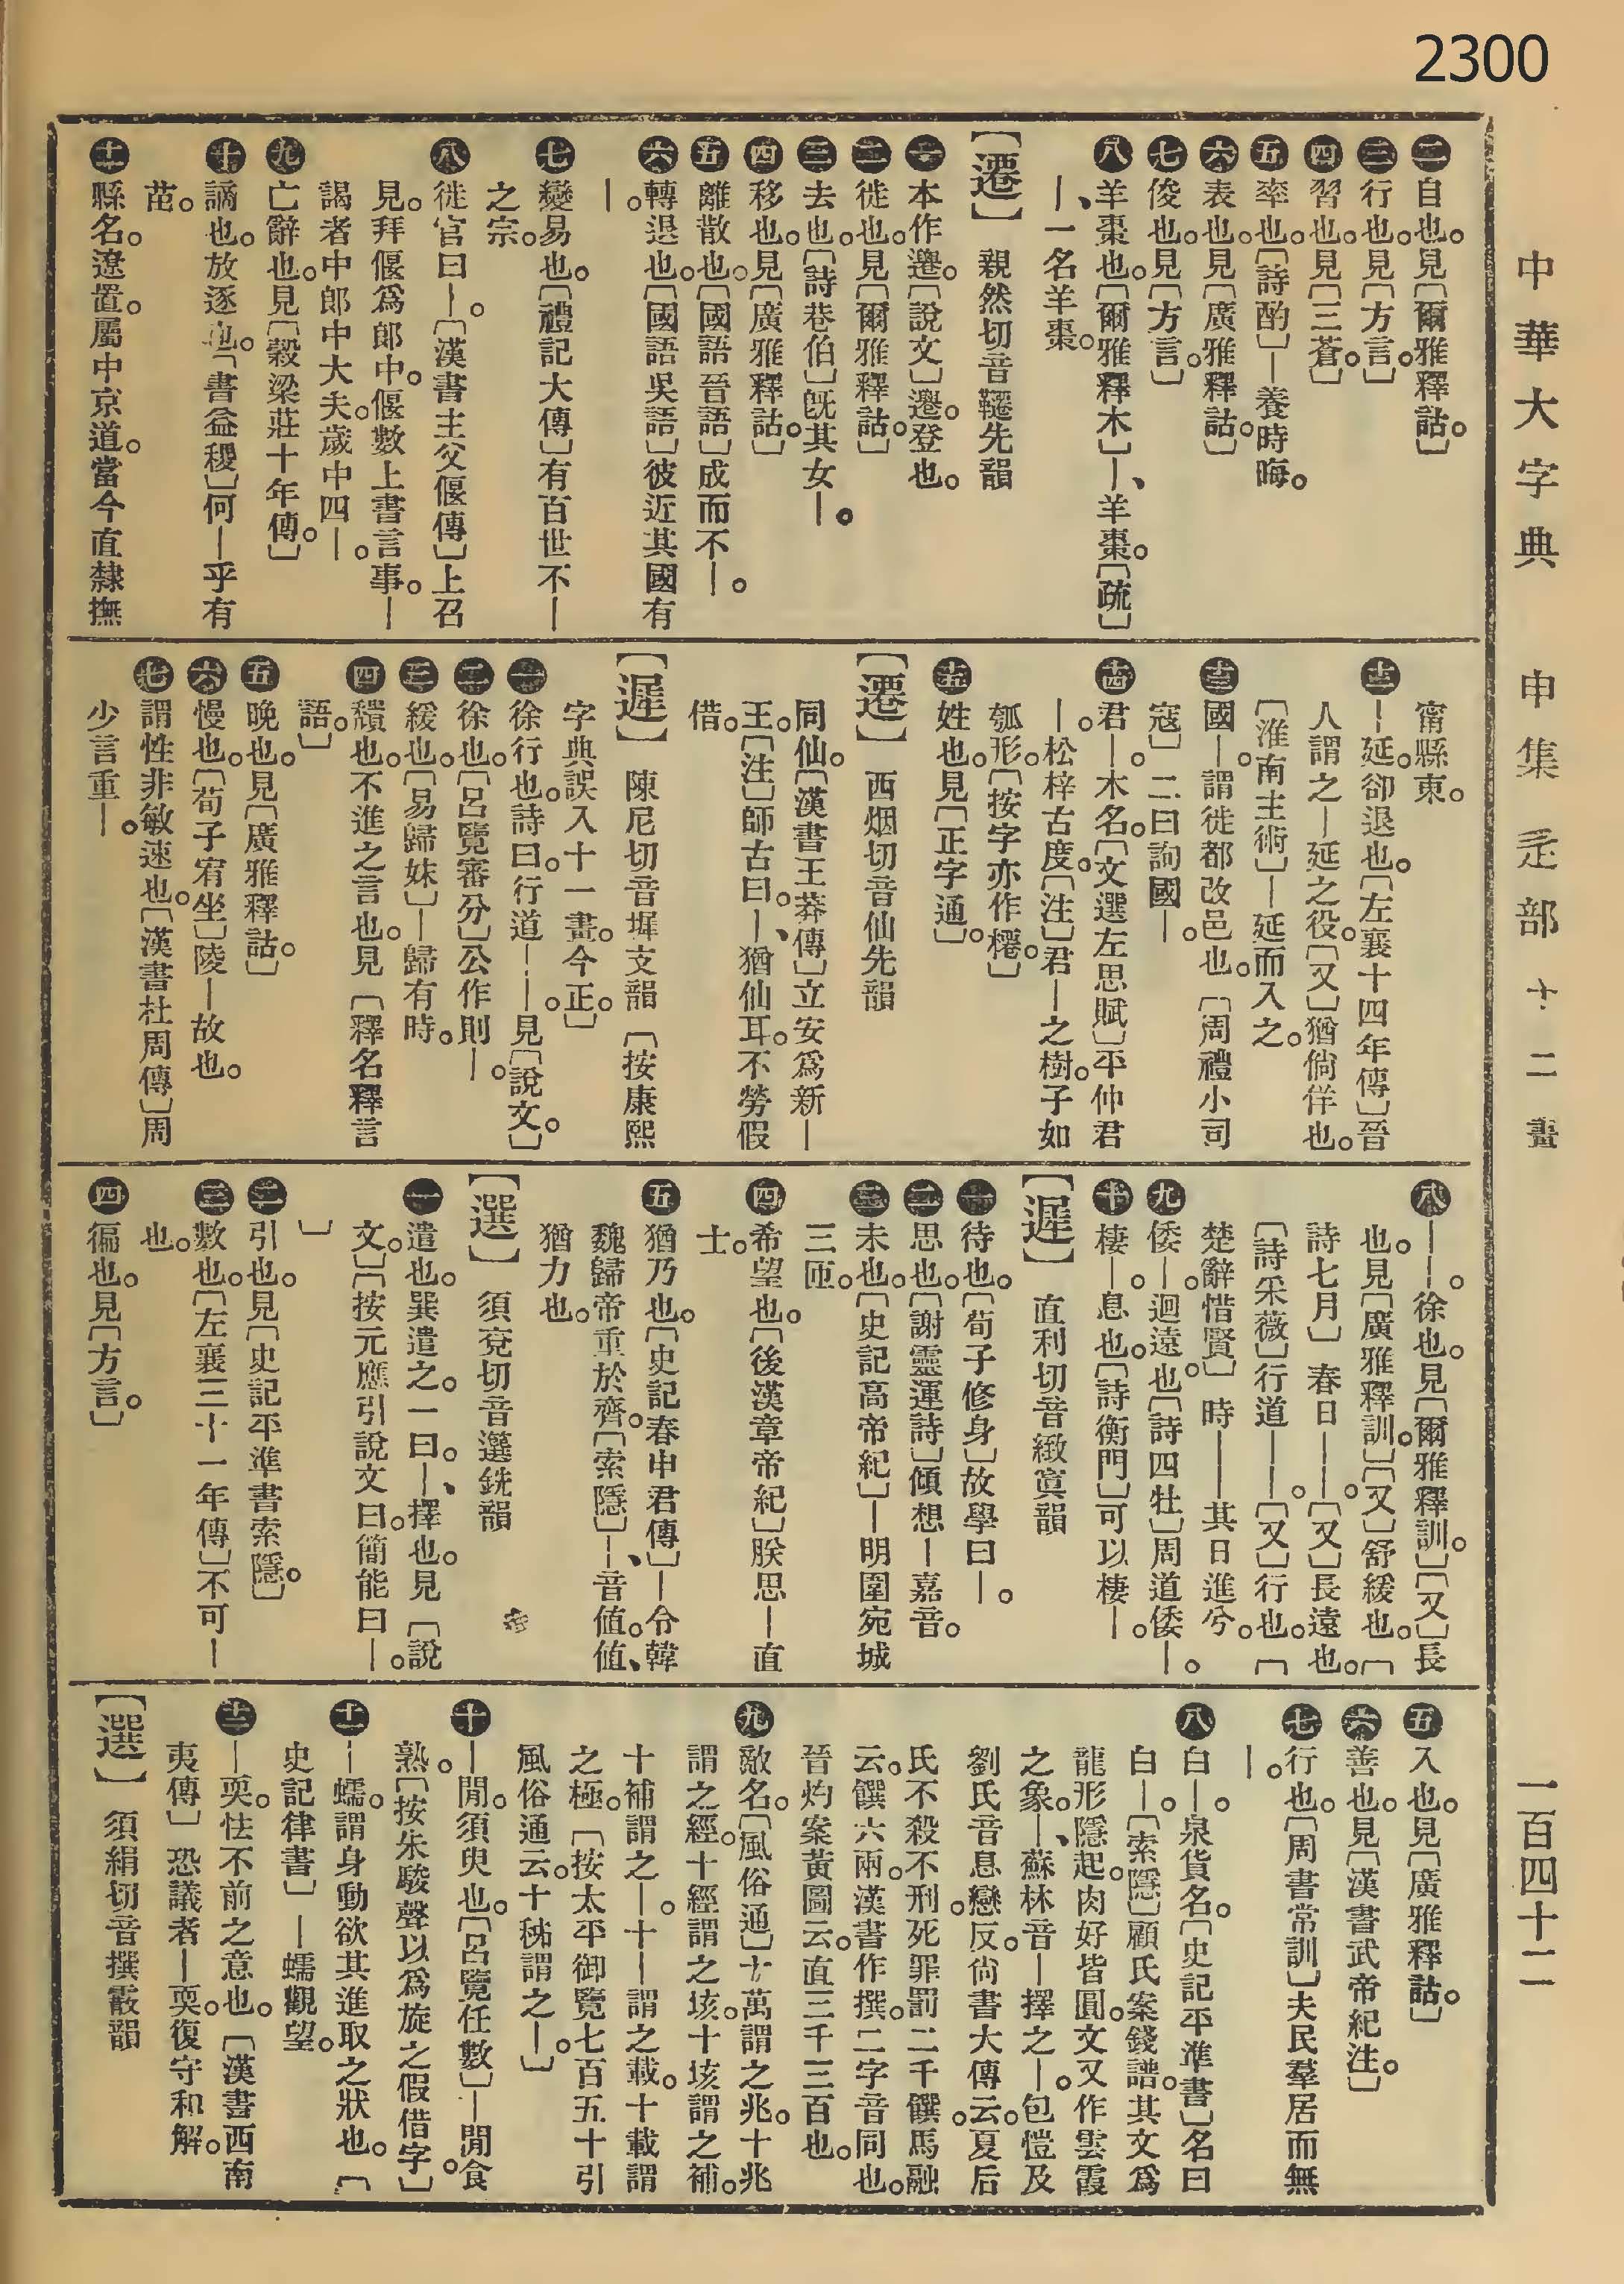 2300
中華大字典 申集 辵部 十二畫 一百四十二
㊁自也。見〔爾雅釋詁。〕
㊂行也。見〔方言。〕
㊃習也。見〔三蒼。〕
㊄率也。〔詩酌〕—養時晦。
㊅表也。見〔廣雅釋詁。〕
㊆俊也。見〔方言。〕
㊇羊棗也。〔爾雅釋木〕—、羊棗。〔疏〕
—、一名羊棗。
〔遷〕 親然切音韆先韻
㊀本作䙴。〔說文〕䙴。登也。
㊁徙也。見〔爾雅釋詁。〕
㊂去也。〔詩巷伯〕旣其女—。
㊃移也。見〔廣雅釋詁。〕
㊄離散也。〔國語晉語〕成而不—。
㊅轉退也。〔國語吳語〕彼近其國有
—。
㊆變易也。〔禮記大傳〕有百世不—
之宗。
㊇徙官曰—。〔漢書主父偃傳〕上召
見。拜偃爲郞中。偃數上書言事。—
謁者中郞中大夫。歲中四—。
㊈亡辭也。見〔穀梁莊十年傳。〕
㊉謫也。放逐也。〔書益稷〕何—乎有
苗。
十一 縣名。遼置。屬中京道。當今直隸撫
甯縣東。
十二 —延。卻退也。〔左襄十四年傳〕晉
人謂之—延之役。〔又〕猶倘佯也。
〔淮南主術〕—延而入之。
十三 國—。謂徙都改邑也。〔周禮小司
寇〕二曰詢國—。
十四 君—。木名。〔文選左思賦〕平仲君
—。松梓古度。〔注〕君—之樹。子如
瓠形。〔按字亦作櫏。〕
十五 姓也。見〔正字通。〕
〔遷〕 西烟切音仙先韻
同仙。〔漢書王莽傳〕立安爲新—
王。〔注〕師古曰。—、猶仙耳。不勞假
借。
〔遲〕 陳尼切音墀支韻 〔按康熙
字典誤入十一畫。今正。〕
㊀徐行也。詩曰。行道——。見〔說文。〕
㊁徐也。〔呂覽審分〕公作則—。
㊂緩也。〔易歸妹〕—歸有時。
㊃穨也。不進之言也。見〔釋名釋言
語。〕
㊄晚也。見〔廣雅釋詁。〕
㊅慢也。〔荀子宥坐〕陵—故也。
㊆謂性非敏速也。〔漢書杜周傳〕周
少言重—。
㊇——。徐也。見〔爾雅釋訓。〕〔又〕長
也。見〔廣雅釋訓。〕〔又〕舒緩也。〔
詩七月〕春日——。〔又〕長遠也。
〔詩采薇〕行道——。〔又〕行也。〔
楚辭惜賢〕時——其日進兮。
㊈倭—。迴遠也。〔詩四牡〕周道倭—。
㊉棲—。息也。〔詩衡門〕可以棲—。
〔遲〕 直利切音緻寘韻
㊀待也。〔荀子修身〕故學曰—。
㊁思也。〔謝靈運詩〕傾想—嘉音。
㊂未也。〔史記高帝紀〕—明圍宛城
三匝。
㊃希望也。〔後漢章帝紀〕朕思—直
士。
㊄猶乃也。〔史記春申君傳〕—令韓
魏歸帝重於齊。〔索隱〕—、音値。値、
猶力也。
〔選〕 須兗切音灑銑韻
㊀遣也。巽遣之。一曰。—、擇也。見〔說
文。〕〔按元應引說文曰。簡能曰—。
〕
㊁引也。見〔史記平準書索隱。〕
㊂數也。〔左襄三十一年傳〕不可—
也。
㊃徧也。見〔方言。〕
㊄入也。見〔廣雅釋詁。〕
㊅善也。見〔漢書武帝紀注。〕
㊆行也。〔周書常訓〕夫民羣居而無
—。
㊇白—。泉貨名。〔史記平準書〕名曰
白—。〔索隱〕顧氏案錢譜。其文爲
龍形。隱起。肉好皆圓。文又作雲霞
之象。—、蘇林音—擇之—。包愷及
劉氏音息戀反。尙書大傳云。夏后
氏不殺不刑。死罪罰二千饌。馬融
云。饌六兩。漢書作撰。二字音同也。
晉灼案黃圖云。直三千三百也。
㊈敵名。〔風俗通〕十萬謂之兆。十兆
謂之經。十經謂之垓。十垓謂之補。
十補謂之—。十—謂之載。十載謂
之極。〔按太平御覽七百五十引
風俗通云。十秭謂之—。〕
㊉—閒。須臾也。〔呂覽任數〕—閒食
熟。〔按朱駿聲以爲旋之假借字。〕
十一 —蠕。謂身動欲其進取之狀也。〔
史記律書〕—蠕觀望。
十二 —耎。怯不前之意也。〔漢書西南
夷傳〕恐議者—耎。復守和解。
〔選〕 須絹切音撰霰韻